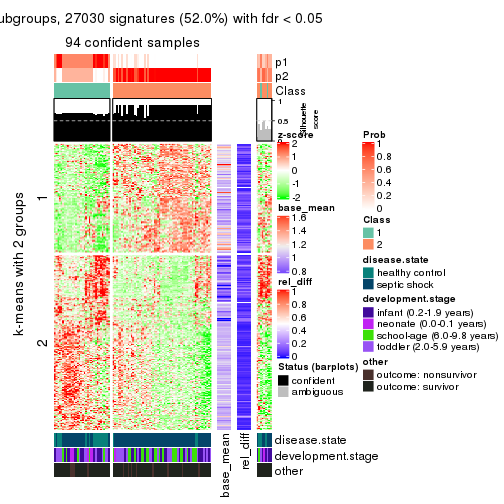 ubgroups, 27030 signatures (52.0%) with fdr < 0.05
94 confident samples
p1
p2
Class
1
0.5
0
Silhouette
score
k-means with 2 groups
1
2
z-score
2
1
0
-1
-2
base_mean
1.6
1.4
1.2
1
0.8
rel_diff
1
0.8
0.6
0.4
0.2
0
Status (barplots)
confident
ambiguous
Prob
1
0.8
0.6
0.4
0.2
0
Class
1
2
disease.state
healthy control
septic shock
development.stage
infant (0.2-1.9 years)
neonate (0.0-0.1 years)
school-age (6.0-9.8 years)
toddler (2.0-5.9 years)
other
outcome: nonsurvivor
outcome: survivor
disease.state
development.stage
other
base_mean
rel_diff